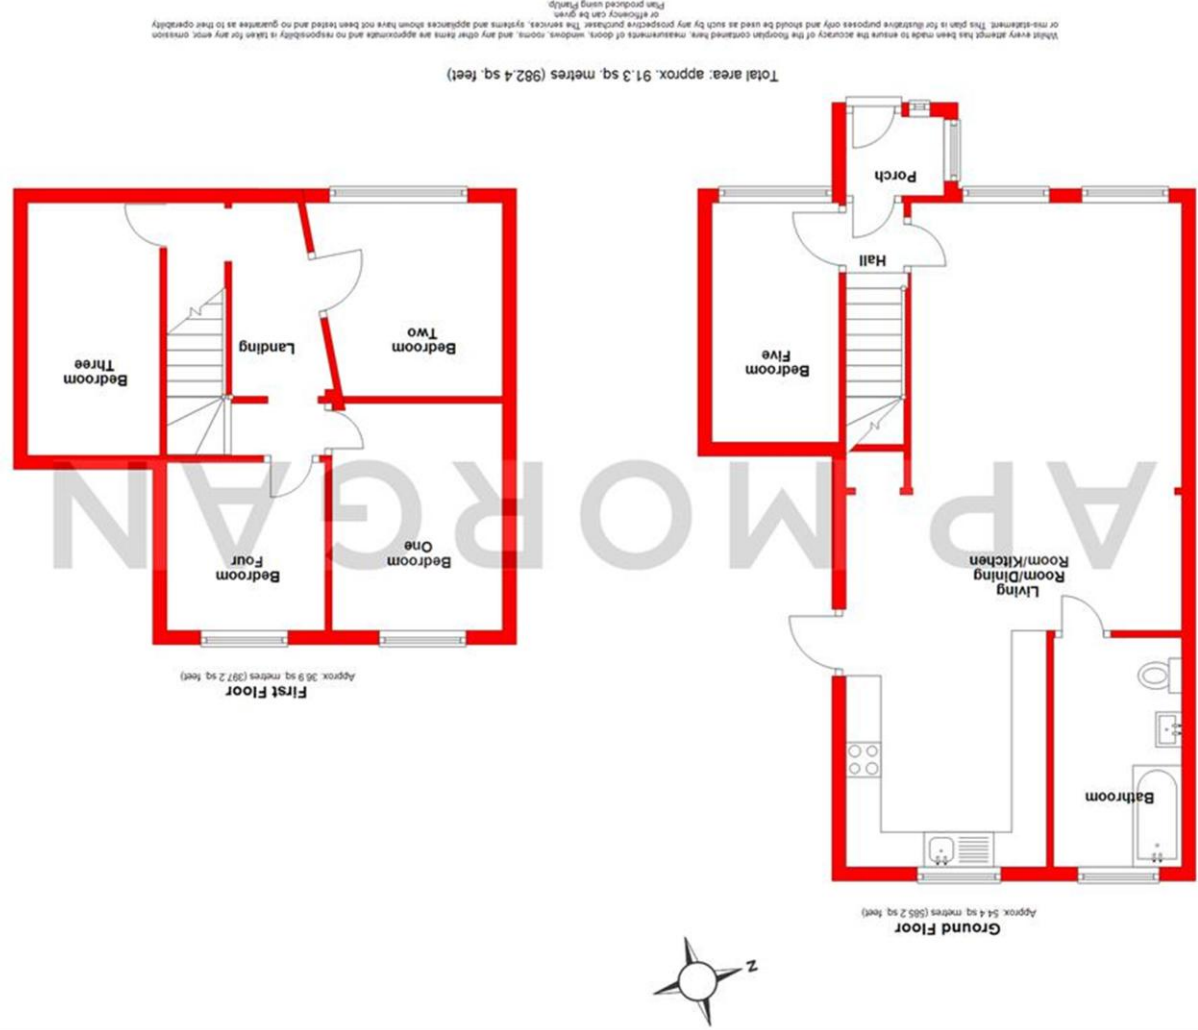 Ground Floor
Approx. 54.4 sq. metres (585.2 sq. feet)
Bathroom
Living
Room/Dining
Room/Kitchen
Bedroom
Five
Hall
Porch
First Floor
Approx. 36.9 sq. metres (397.2 sq. feet)
Bedroom
One
Bedroom
Four
Bedroom
Two
Landing
Bedroom
Three
N
AP MORGAN
Total area: approx. 91.3 sq. metres (982.4 sq. feet)
Whilst every attempt has been made to ensure the accuracy of the floorplan contained here, measurements of doors, windows, rooms, and any other items are approximate and no responsibility is taken for any error, omission
or mis-statement. This plan is for illustrative purposes only and should be used as such by any prospective purchaser. The services, systems and appliances shown have not been tested and no guarantee as to their operability
or efficiency can be given.
Plan produced using PlanUp.